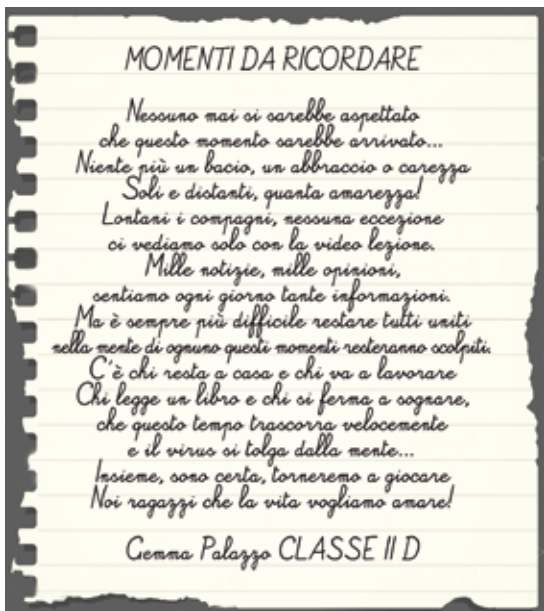 MOMENTI DA RICORDARE
Nessuno mai si sarebbe aspettato
che questo momento sarebbe arrivato...
Niente più un bacio, un abbraccio o carezza
Soli e distanti, quanta amarezza!
Lontani i compagni, nessuna eccezione
ci vediamo solo con la video lezione.
Mille notizie, mille opinioni,
sentiamo ogni giorno tante informazioni.
Ma è sempre più difficile restare tutti uniti
nella mente di ognuno questi momenti resteranno scolpiti.
C'è chi resta a casa e chi va a lavorare
Chi legge un libro e chi si ferma a sognare,
che questo tempo trascorra velocemente
e il virus si tolga dalla mente...
Insieme, sono certa, torneremo a giocare
Noi ragazzi che la vita vogliamo amare!
Gemma Palazzo CLASSE II D